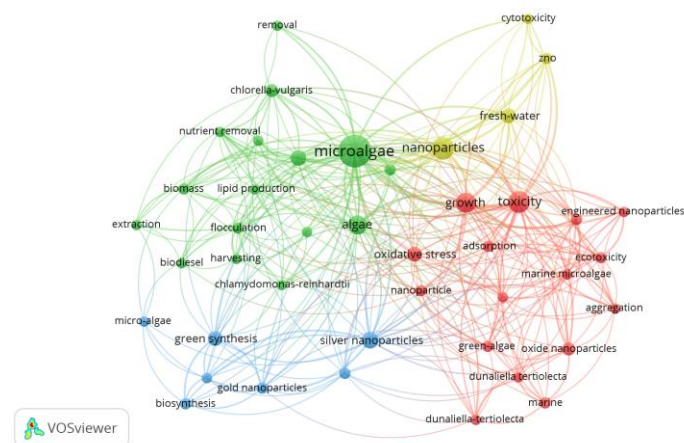 removal
cytotoxicity
zno
chlorella-vulgaris
fresh-water
nutrient removal
microalgae
nanoparticles
biomass
lipid production
growth
toxicity
engineered nanoparticles
extraction
flocculation
algae
adsorption
oxidative stress
ecotoxicity
biodiesel
harvesting
marine microalgae
chlamydomonas-reinhardtii
nanoparticle
aggregation
micro-algae
green synthesis
silver nanoparticles
green-algae
oxide nanoparticles
gold nanoparticles
dunaliella tertiolecta
biosynthesis
marine
dunaliella-tertiolecta
VOSviewer